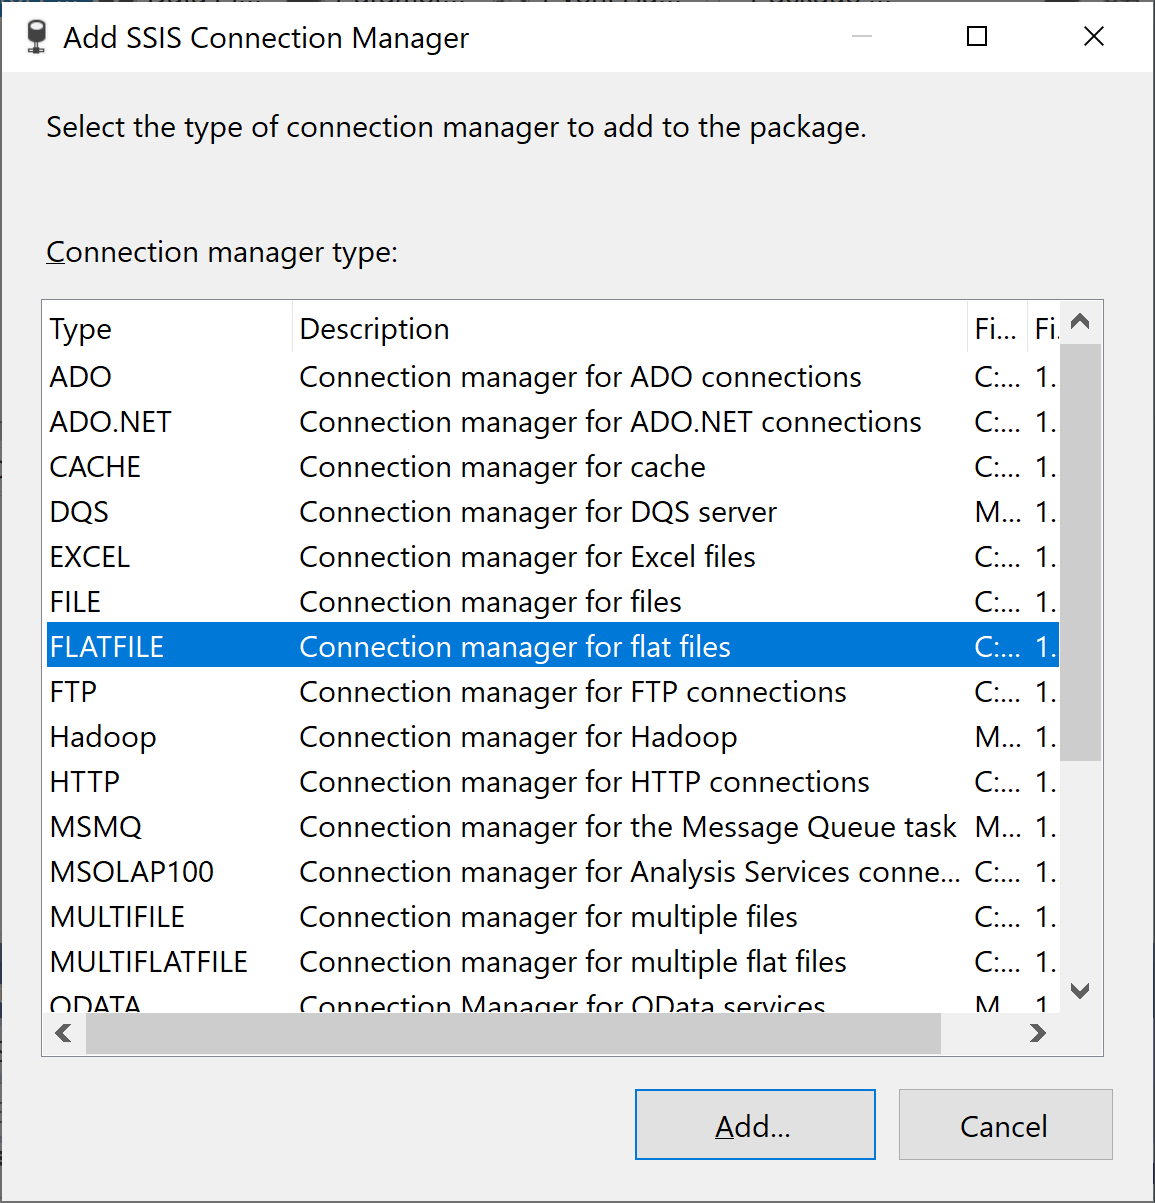 Add SSIS Connection Manager
Select the type of connection manager to add to the package.
Connection manager type:
Type Description Fi... Fi.
ADO Connection manager for ADO connections C:... 1.
ADO.NET Connection manager for ADO.NET connections C:... 1.
CACHE Connection manager for cache C:... 1.
DQS Connection manager for DQS server M... 1.
EXCEL Connection manager for Excel files C:... 1.
FILE Connection manager for files C:... 1.
FLATFILE Connection manager for flat files C:... 1.
FTP Connection manager for FTP connections C:... 1.
Hadoop Connection manager for Hadoop M... 1.
HTTP Connection manager for HTTP connections C:... 1.
MSMQ Connection manager for the Message Queue task M... 1.
MSOLAP100 Connection manager for Analysis Services conne... C:... 1.
MULTIFILE Connection manager for multiple files C:... 1.
MULTIFLATFILE Connection manager for multiple flat files C:... 1.
ODATA Connection Manager for OData services M 1
Add... Cancel